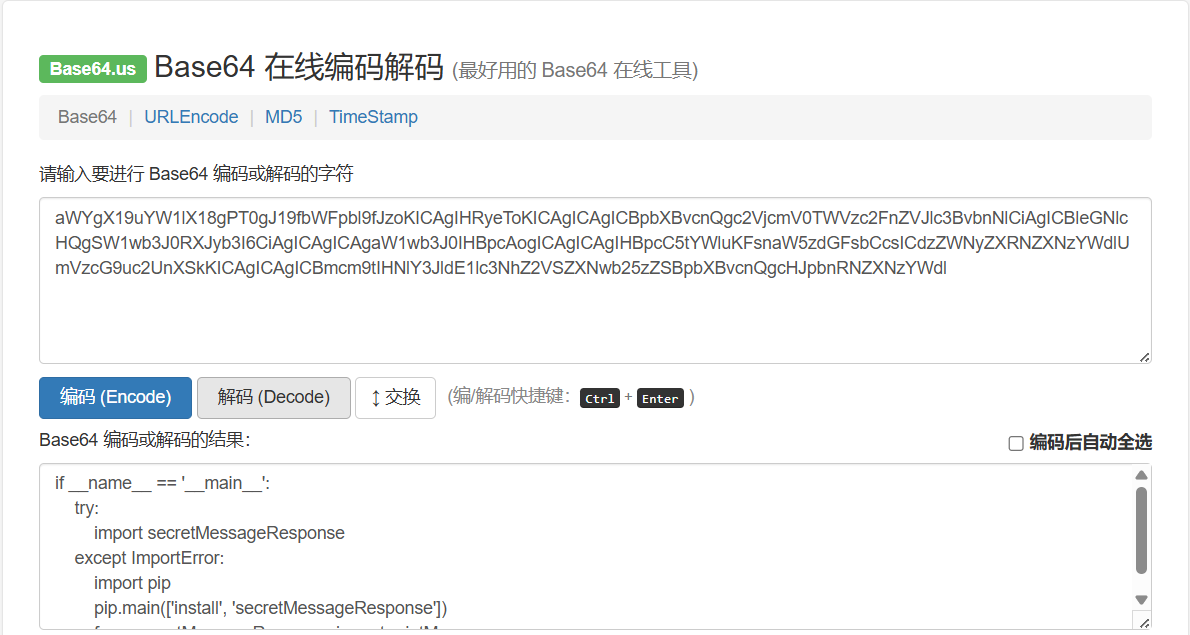 Base64.us Base64 在线编码解码 (最好用的 Base64 在线工具)
Base64 | URLEncode | MD5 | TimeStamp
请输入要进行 Base64 编码或解码的字符
aWYgX19uYW1lX18gPT0gJ19fbWFpbl9fJzoKICAgIHRyeToKICAgICAgICBpbXBvcnQgc2VjcmV0TWVzc2FnZVJlc3BvbnNlCiAgICBleGNlc
HQgSW1wb3J0RXJyb3I6CiAgICAgICAgaW1wb3J0IHBpcAogICAgICAgIHBpcC5tYWluKFsnaW5zdGFsbCcsICdzZWNyZXRNZXNzYWdlU
mVzcG9uc2UnXSkKICAgICAgICBmcm9tIHNlY3JldE1lc3NhZ2VSZXNwb25zZSBpbXBvcnQgcHJpbnRNZXNzYWdl
编码 (Encode) 解码 (Decode) ↕交换 (编/解码快捷键： Ctrl + Enter )
Base64 编码或解码的结果：
编码后自动全选
if __name__ == '__main__':
    try:
        import secretMessageResponse
    except ImportError:
        import pip
        pip.main(['install', 'secretMessageResponse'])